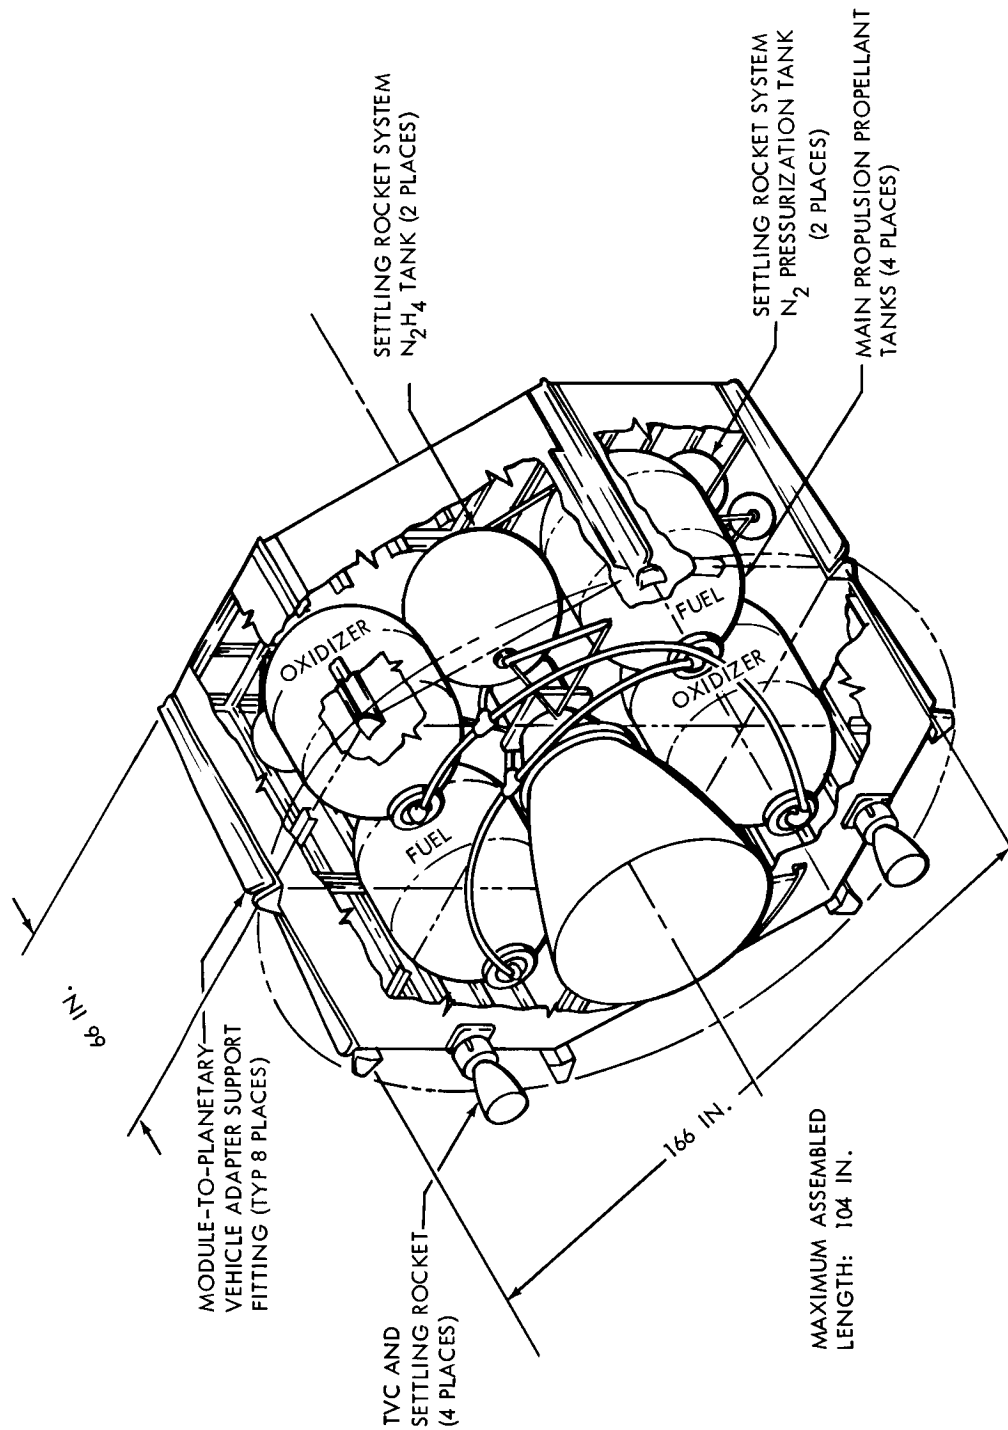 MODULE-TO-PLANETARY
VEHICLE ADAPTER SUPPORT
FITTING (TYP 8 PLACES)
66 IN.
SETTLING ROCKET SYSTEM
N₂H₄ TANK (2 PLACES)
SETTLING ROCKET SYSTEM
N₂ PRESSURIZATION TANK
(2 PLACES)
MAIN PROPULSION PROPELLANT
TANKS (4 PLACES)
TVC AND
SETTLING ROCKET
(4 PLACES)
OXIDIZER
FUEL
FUEL
OXIDIZER
166 IN.
MAXIMUM ASSEMBLED
LENGTH: 104 IN.